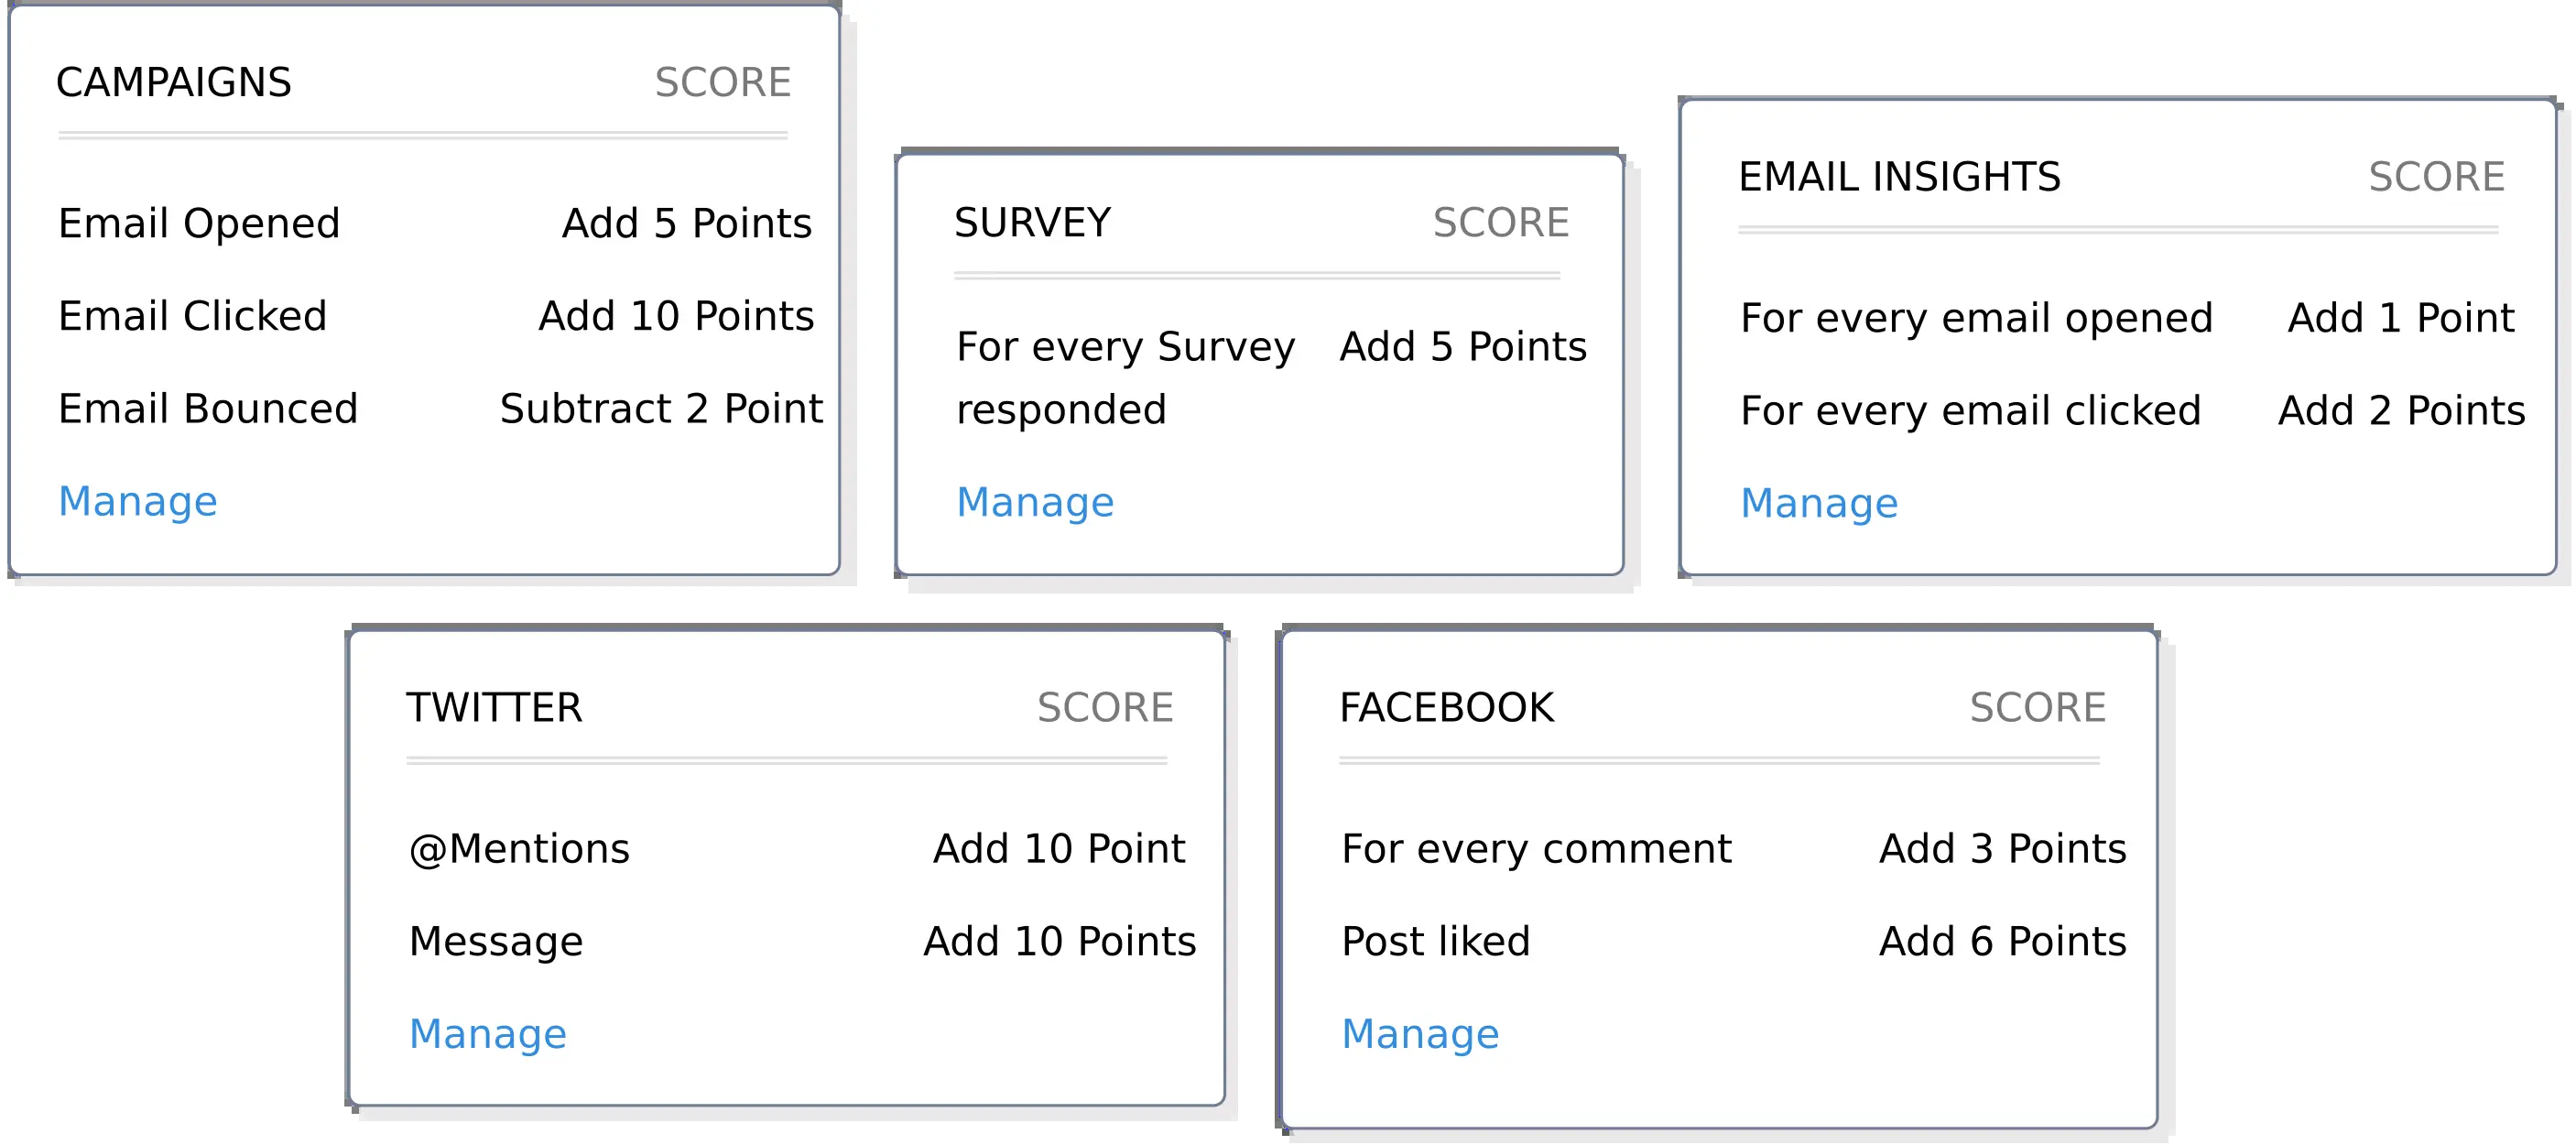 CAMPAIGNS SCORE
Email Opened Add 5 Points
Email Clicked Add 10 Points
Email Bounced Subtract 2 Point
Manage
SURVEY SCORE
For every Survey Add 5 Points
responded
Manage
EMAIL INSIGHTS SCORE
For every email opened Add 1 Point
For every email clicked Add 2 Points
Manage
TWITTER SCORE
@Mentions Add 10 Point
Message Add 10 Points
Manage
FACEBOOK SCORE
For every comment Add 3 Points
Post liked Add 6 Points
Manage